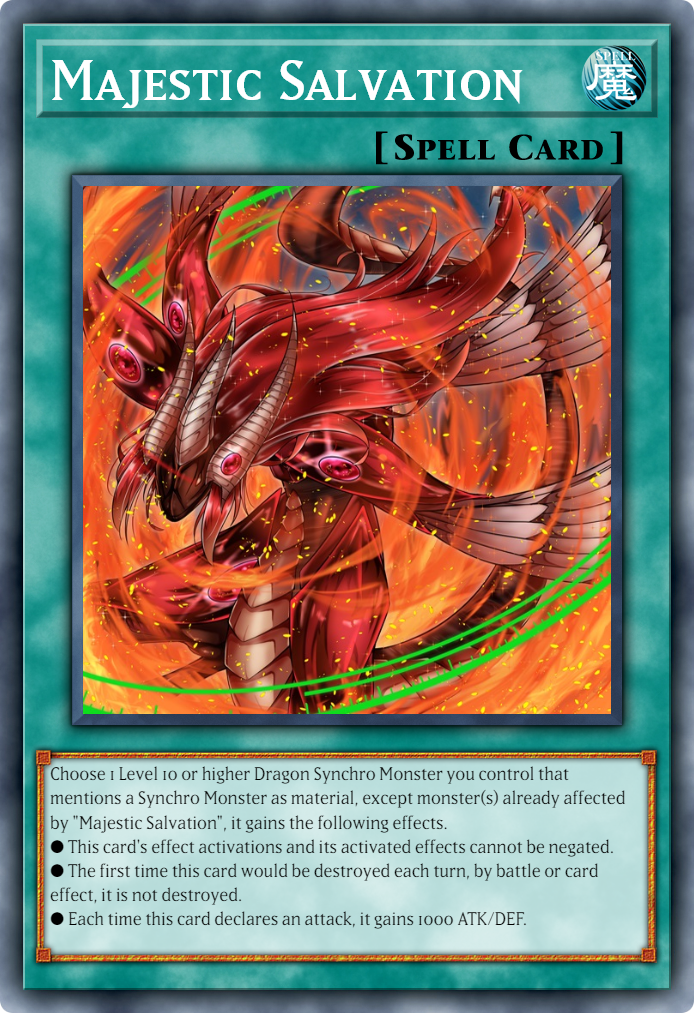 Majestic Salvation
SPELL
魔
[Spell Card]
Choose 1 Level 10 or higher Dragon Synchro Monster you control that
mentions a Synchro Monster as material, except monster(s) already affected
by "Majestic Salvation", it gains the following effects.
● This card's effect activations and its activated effects cannot be negated.
● The first time this card would be destroyed each turn, by battle or card
effect, it is not destroyed.
● Each time this card declares an attack, it gains 1000 ATK/DEF.